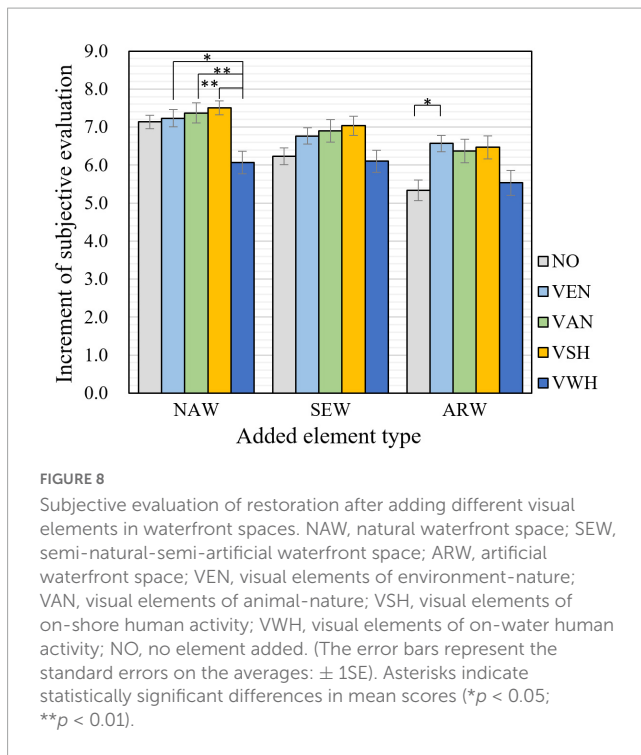 Increment of subjective evaluation
9.0
8.0
7.0
6.0
5.0
4.0
3.0
2.0
1.0
0.0
*
**
**
*
NO
VEN
VAN
VSH
VWH
NAW SEW ARW
Added element type
FIGURE 8
Subjective evaluation of restoration after adding different visual
elements in waterfront spaces. NAW, natural waterfront space; SEW,
semi-natural-semi-artificial waterfront space; ARW, artificial
waterfront space; VEN, visual elements of environment-nature;
VAN, visual elements of animal-nature; VSH, visual elements of
on-shore human activity; VWH, visual elements of on-water human
activity; NO, no element added. (The error bars represent the
standard errors on the averages: ± 1SE). Asterisks indicate
statistically significant differences in mean scores (*p < 0.05;
**p < 0.01).